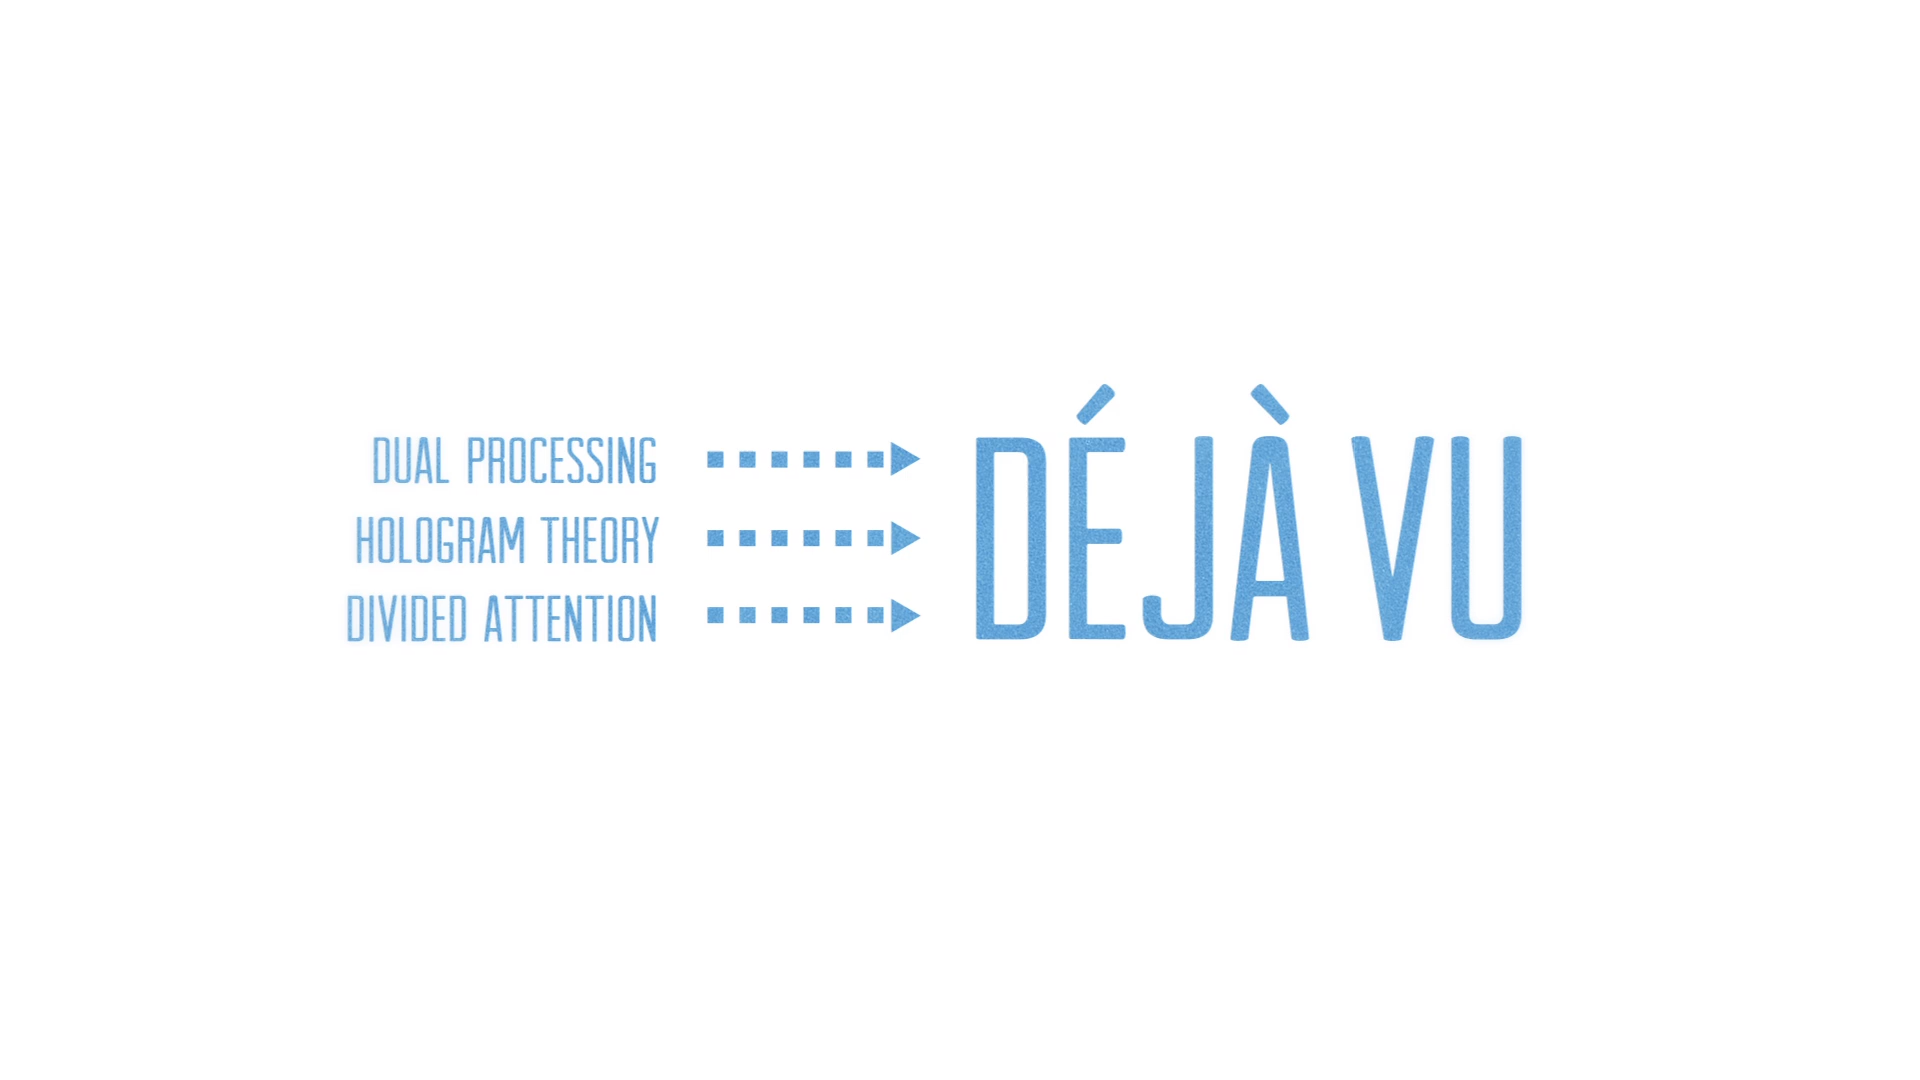 DUAL PROCESSING
HOLOGRAM THEORY
DIVIDED ATTENTION
DÉJÀ VU